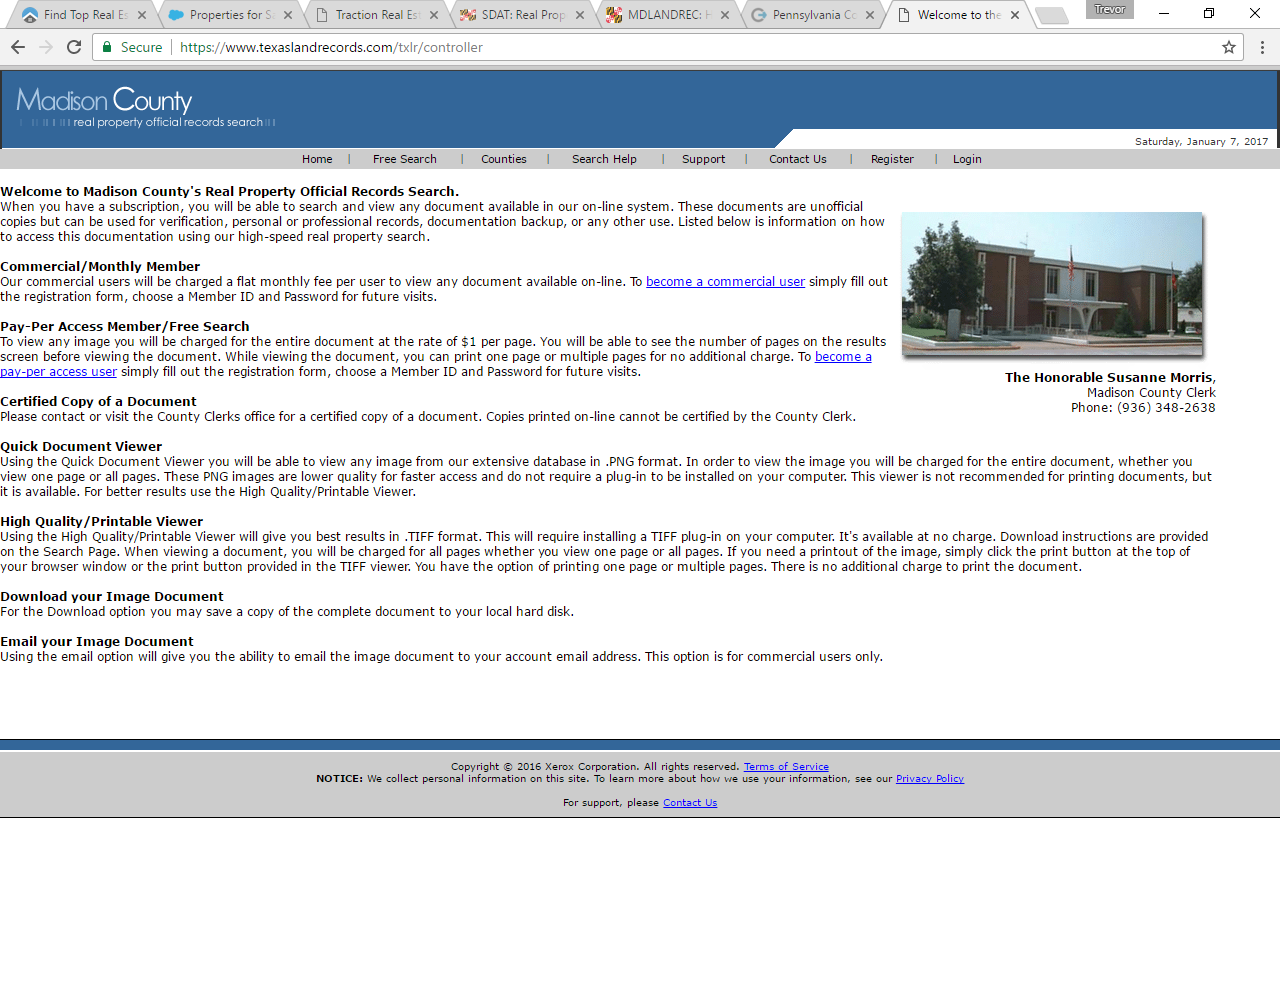 Find Top Real Es
Properties for Sa
Traction Real Est
SDAT: Real Prop
MDLANDREC: H
Pennsylvania Co
Welcome to the
Trevor
Secure
https://www.texaslandrecords.com/txlr/controller
Madison County
real property official records search
Saturday, January 7, 2017
Home | Free Search | Counties | Search Help | Support | Contact Us | Register | Login
Welcome to Madison County's Real Property Official Records Search.
When you have a subscription, you will be able to search and view any document available in our on-line system. These documents are unofficial
copies but can be used for verification, personal or professional records, documentation backup, or any other use. Listed below is information on how
to access this documentation using our high-speed real property search.
Commercial/Monthly Member
Our commercial users will be charged a flat monthly fee per user to view any document available on-line. To become a commercial user simply fill out
the registration form, choose a Member ID and Password for future visits.
Pay-Per Access Member/Free Search
To view any image you will be charged for the entire document at the rate of $1 per page. You will be able to see the number of pages on the results
screen before viewing the document. While viewing the document, you can print one page or multiple pages for no additional charge. To become a
pay-per access user simply fill out the registration form, choose a Member ID and Password for future visits.
The Honorable Susanne Morris,
Madison County Clerk
Phone: (936) 348-2638
Certified Copy of a Document
Please contact or visit the County Clerks office for a certified copy of a document. Copies printed on-line cannot be certified by the County Clerk.
Quick Document Viewer
Using the Quick Document Viewer you will be able to view any image from our extensive database in .PNG format. In order to view the image you will be charged for the entire document, whether you
view one page or all pages. These PNG images are lower quality for faster access and do not require a plug-in to be installed on your computer. This viewer is not recommended for printing documents, but
it is available. For better results use the High Quality/Printable Viewer.
High Quality/Printable Viewer
Using the High Quality/Printable Viewer will give you best results in .TIFF format. This will require installing a TIFF plug-in on your computer. It's available at no charge. Download instructions are provided
on the Search Page. When viewing a document, you will be charged for all pages whether you view one page or all pages. If you need a printout of the image, simply click the print button at the top of
your browser window or the print button provided in the TIFF viewer. You have the option of printing one page or multiple pages. There is no additional charge to print the document.
Download your Image Document
For the Download option you may save a copy of the complete document to your local hard disk.
Email your Image Document
Using the email option will give you the ability to email the image document to your account email address. This option is for commercial users only.
Copyright © 2016 Xerox Corporation. All rights reserved. Terms of Service
NOTICE: We collect personal information on this site. To learn more about how we use your information, see our Privacy Policy
For support, please Contact Us